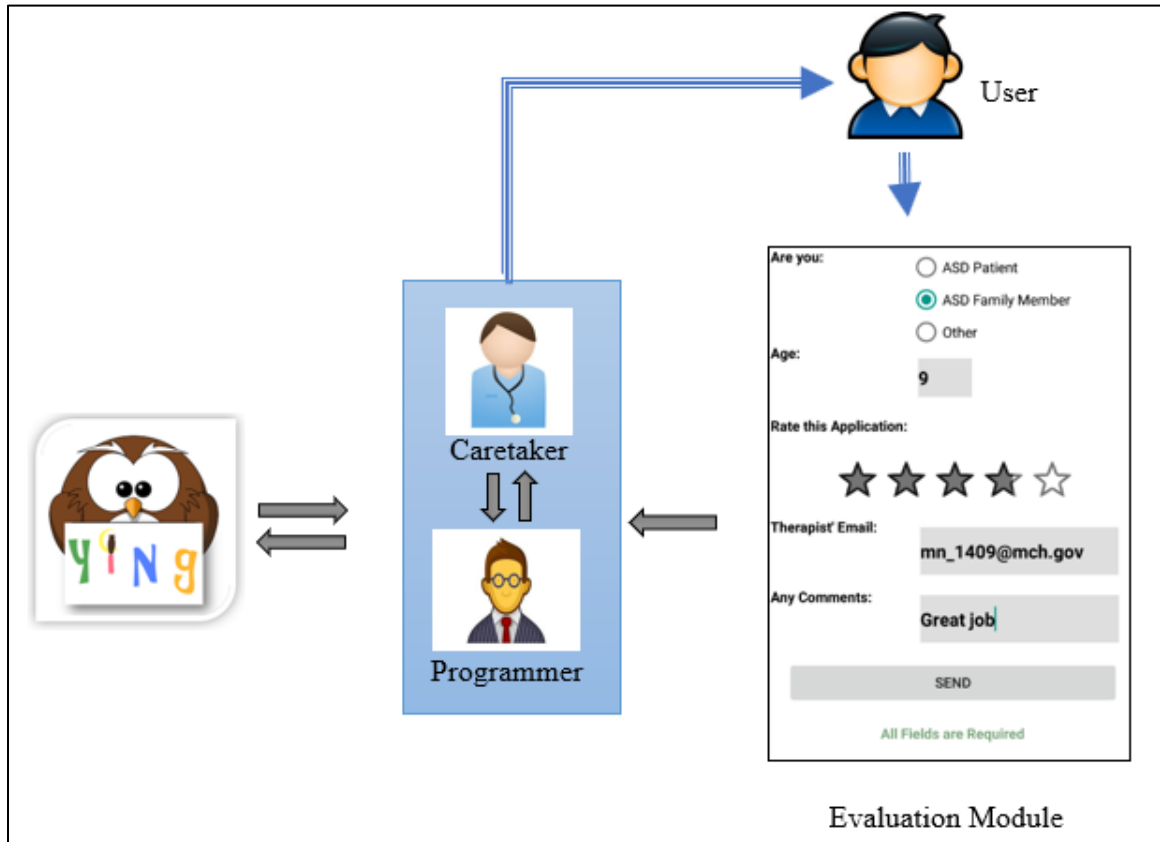 User
Are you:
ASD Patient
ASD Family Member
Other
Age:
9
Rate this Application:
Therapist' Email:
mn_1409@mch.gov
Any Comments:
Great job
SEND
All Fields are Required
Evaluation Module
Caretaker
Programmer
yiNg